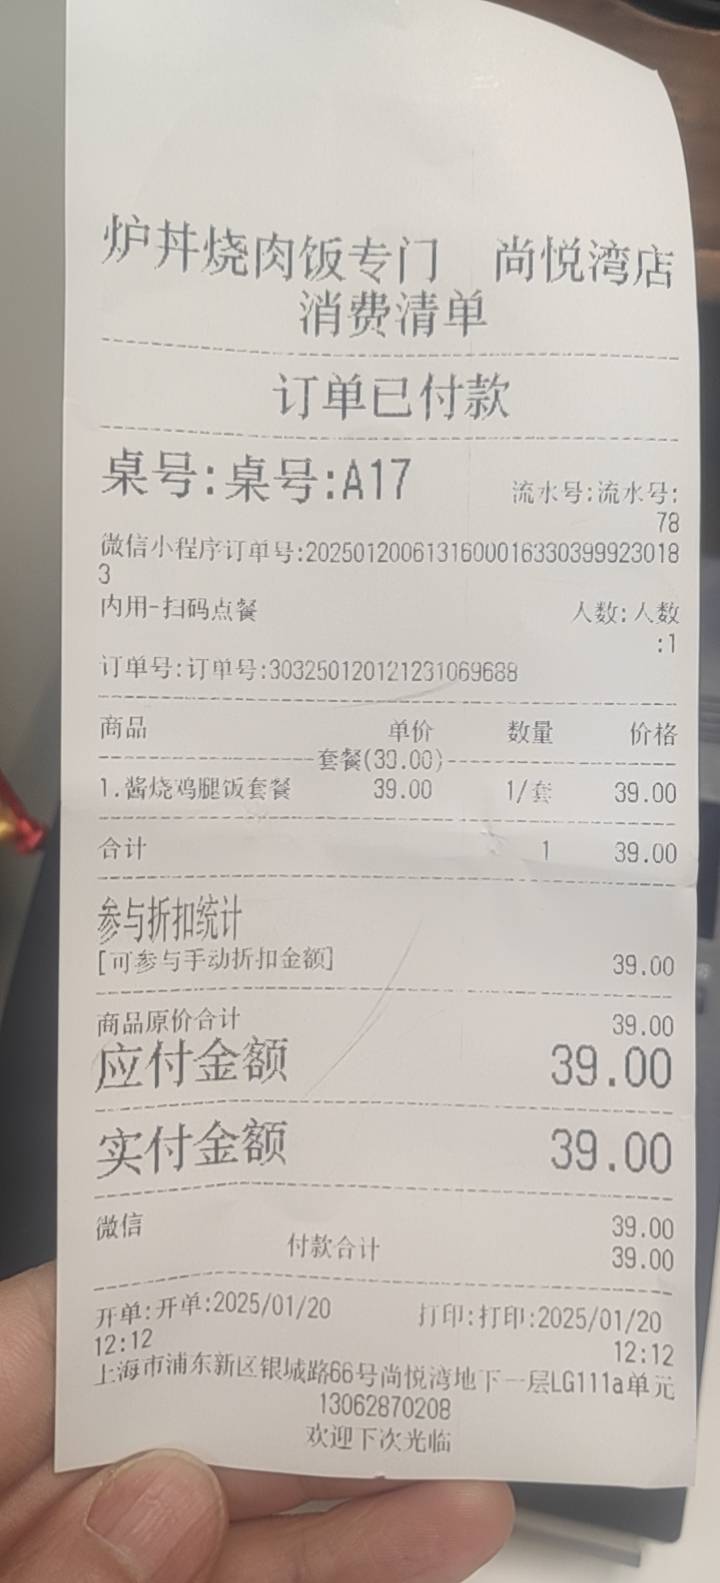 炉丼烧肉饭专门 尚悦湾店
消费清单
订单已付款
桌号:桌号:A17 流水号:流水号:
78
微信小程序订单号:2025012006131600016330399923018
3
内用-扫码点餐 人数:人数
:1
订单号:订单号:303250120121231069688
商品 单价 数量 价格
套餐(39.00)
1.酱烧鸡腿饭套餐 39.00 1/套 39.00
合计 1 39.00
参与折扣统计
[可参与手动折扣金额] 39.00
商品原价合计 39.00
应付金额 39.00
实付金额 39.00
微信 39.00
付款合计 39.00
开单:开单:2025/01/20 打印:打印:2025/01/20
12:12 12:12
上海市浦东新区银城路66号尚悦湾地下一层LG111a单元
13062870208
欢迎下次光临